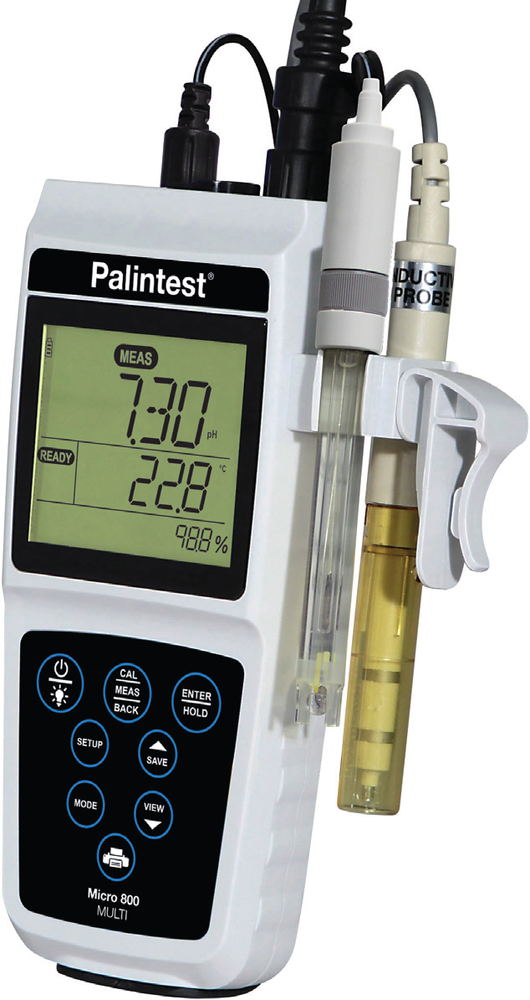 Palintest®
NDUCTIV
PROBE
MEAS
7.30 pH
READY
22.8 °C
98.8 %
CAL
MEAS
BACK
ENTER
HOLD
SETUP
SAVE
MODE
VIEW
Micro 800
MULTI